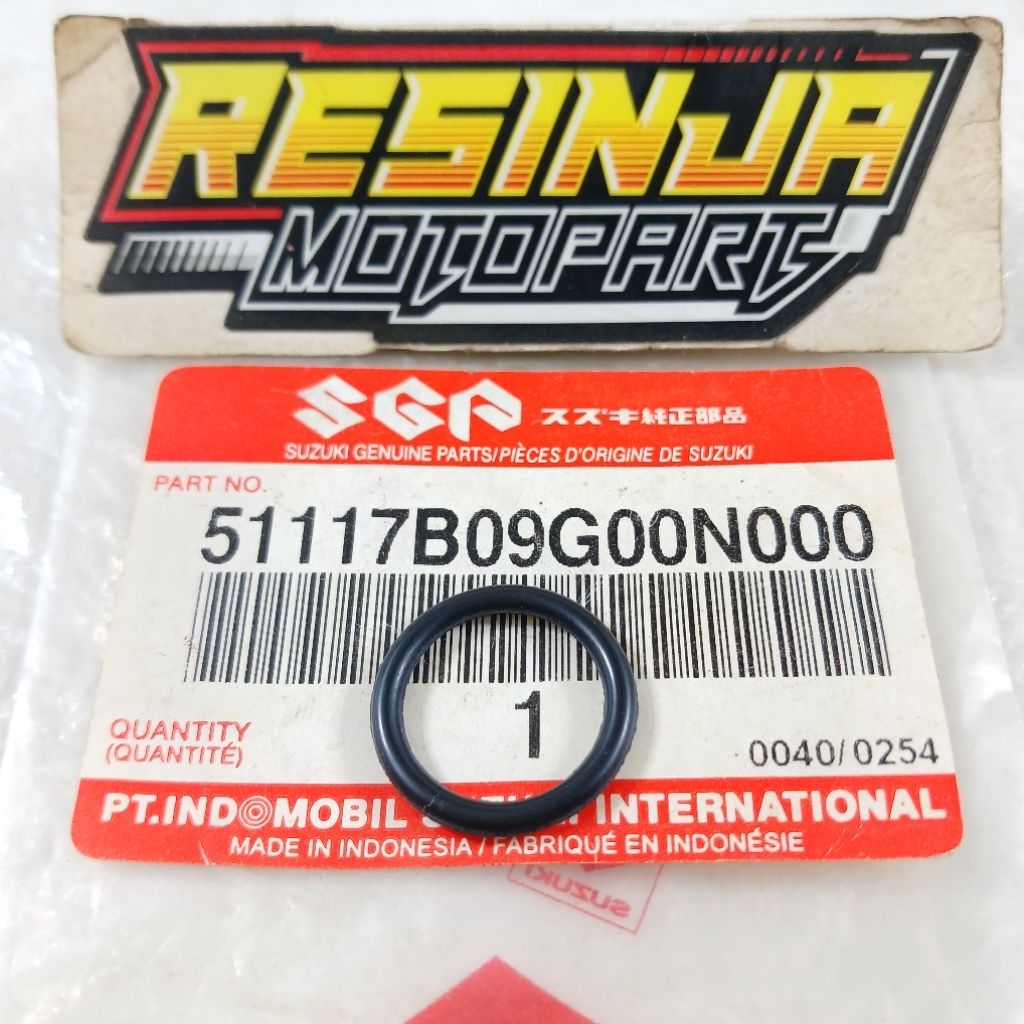 RESINJA
MOTOPART
SGP スズキ純正部品
SUZUKI GENUINE PARTS/PIÈCES D'ORIGINE DE SUZUKI
PART NO.
51117B09G00N000
1
QUANTITY
(QUANTITÉ)
0040/0254
PT.INDOMOBIL INTERNATIONAL
MADE IN INDONESIA / FABRIQUÉ EN INDONÉSIE
SUZUKI